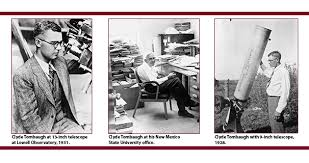 Clyde Tombaugh at 13-inch telescope
at Lowell Observatory, 1931.
Clyde Tombaugh at his New Mexico
State University office.
Clyde Tombaugh with 9-inch telescope,
1928.